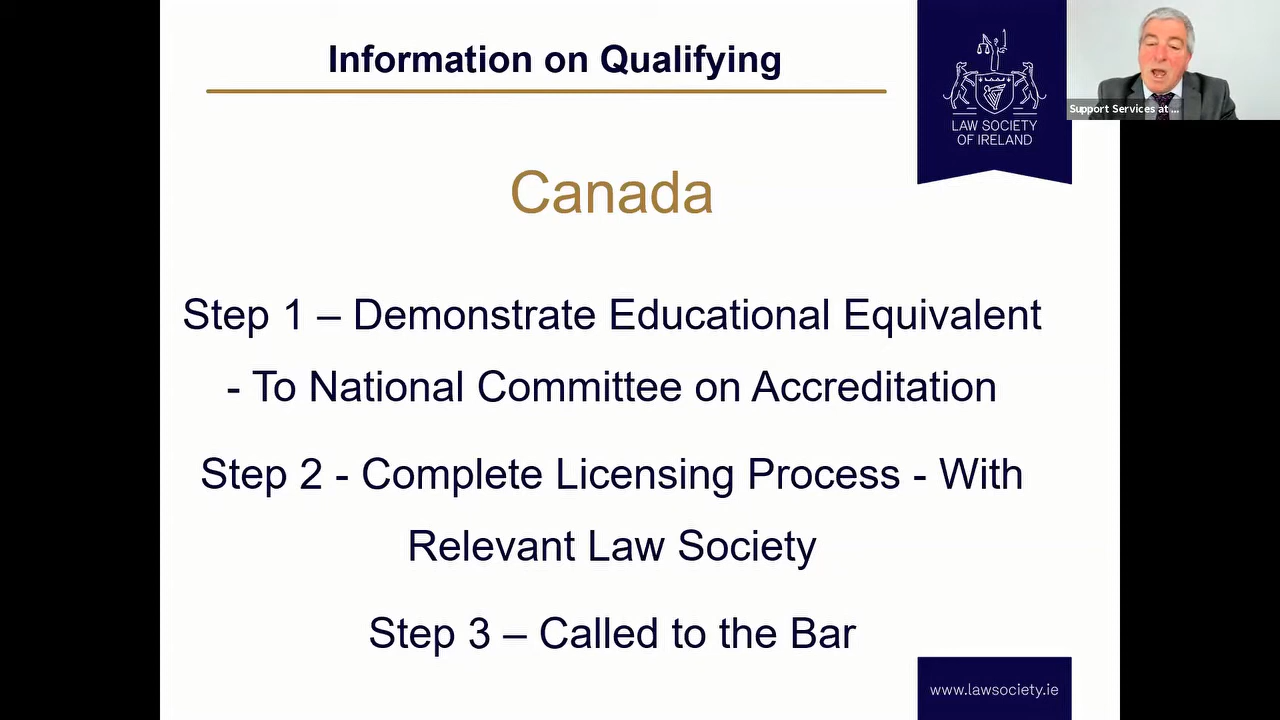 Information on Qualifying
LAW SOCIETY
OF IRELAND
Support Services at ...
Canada
Step 1 – Demonstrate Educational Equivalent
- To National Committee on Accreditation
Step 2 - Complete Licensing Process - With
Relevant Law Society
Step 3 – Called to the Bar
www.lawsociety.ie